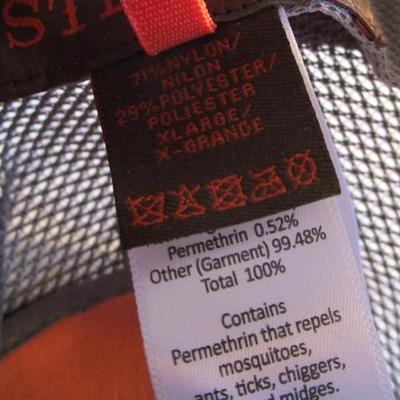 ST
71%NYLON/
NILON
29%POLYESTER/
POLIESTER
XLARGE/
X-GRANDE
Permethrin 0.52%
Other (Garment) 99.48%
Total 100%
Contains
Permethrin that repels
mosquitoes,
ants, ticks, chiggers,
midges.